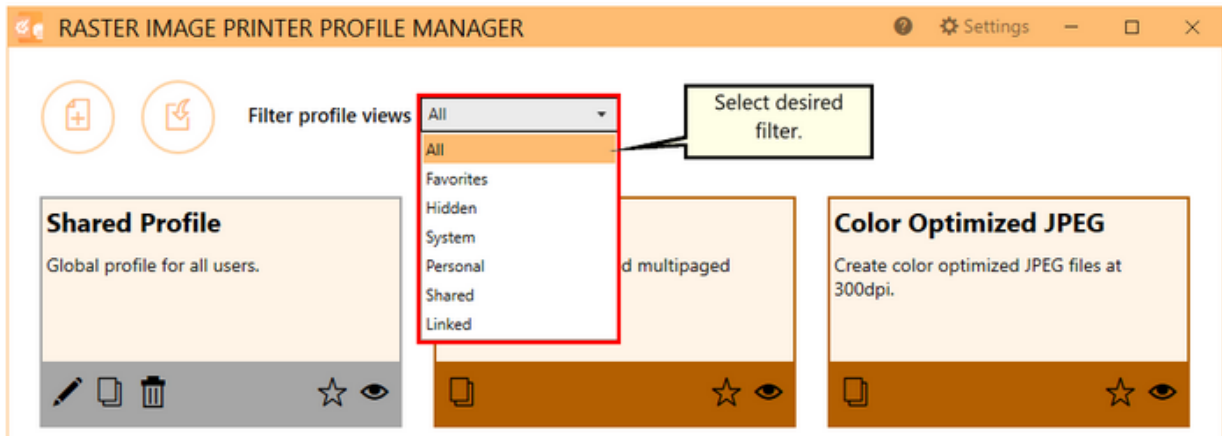 RASTER IMAGE PRINTER PROFILE MANAGER
Settings
Filter profile views
All
Select desired
filter.
All
Favorites
Hidden
System
Personal
Shared
Linked
Shared Profile
Global profile for all users.
d multipaged
Color Optimized JPEG
Create color optimized JPEG files at
300dpi.